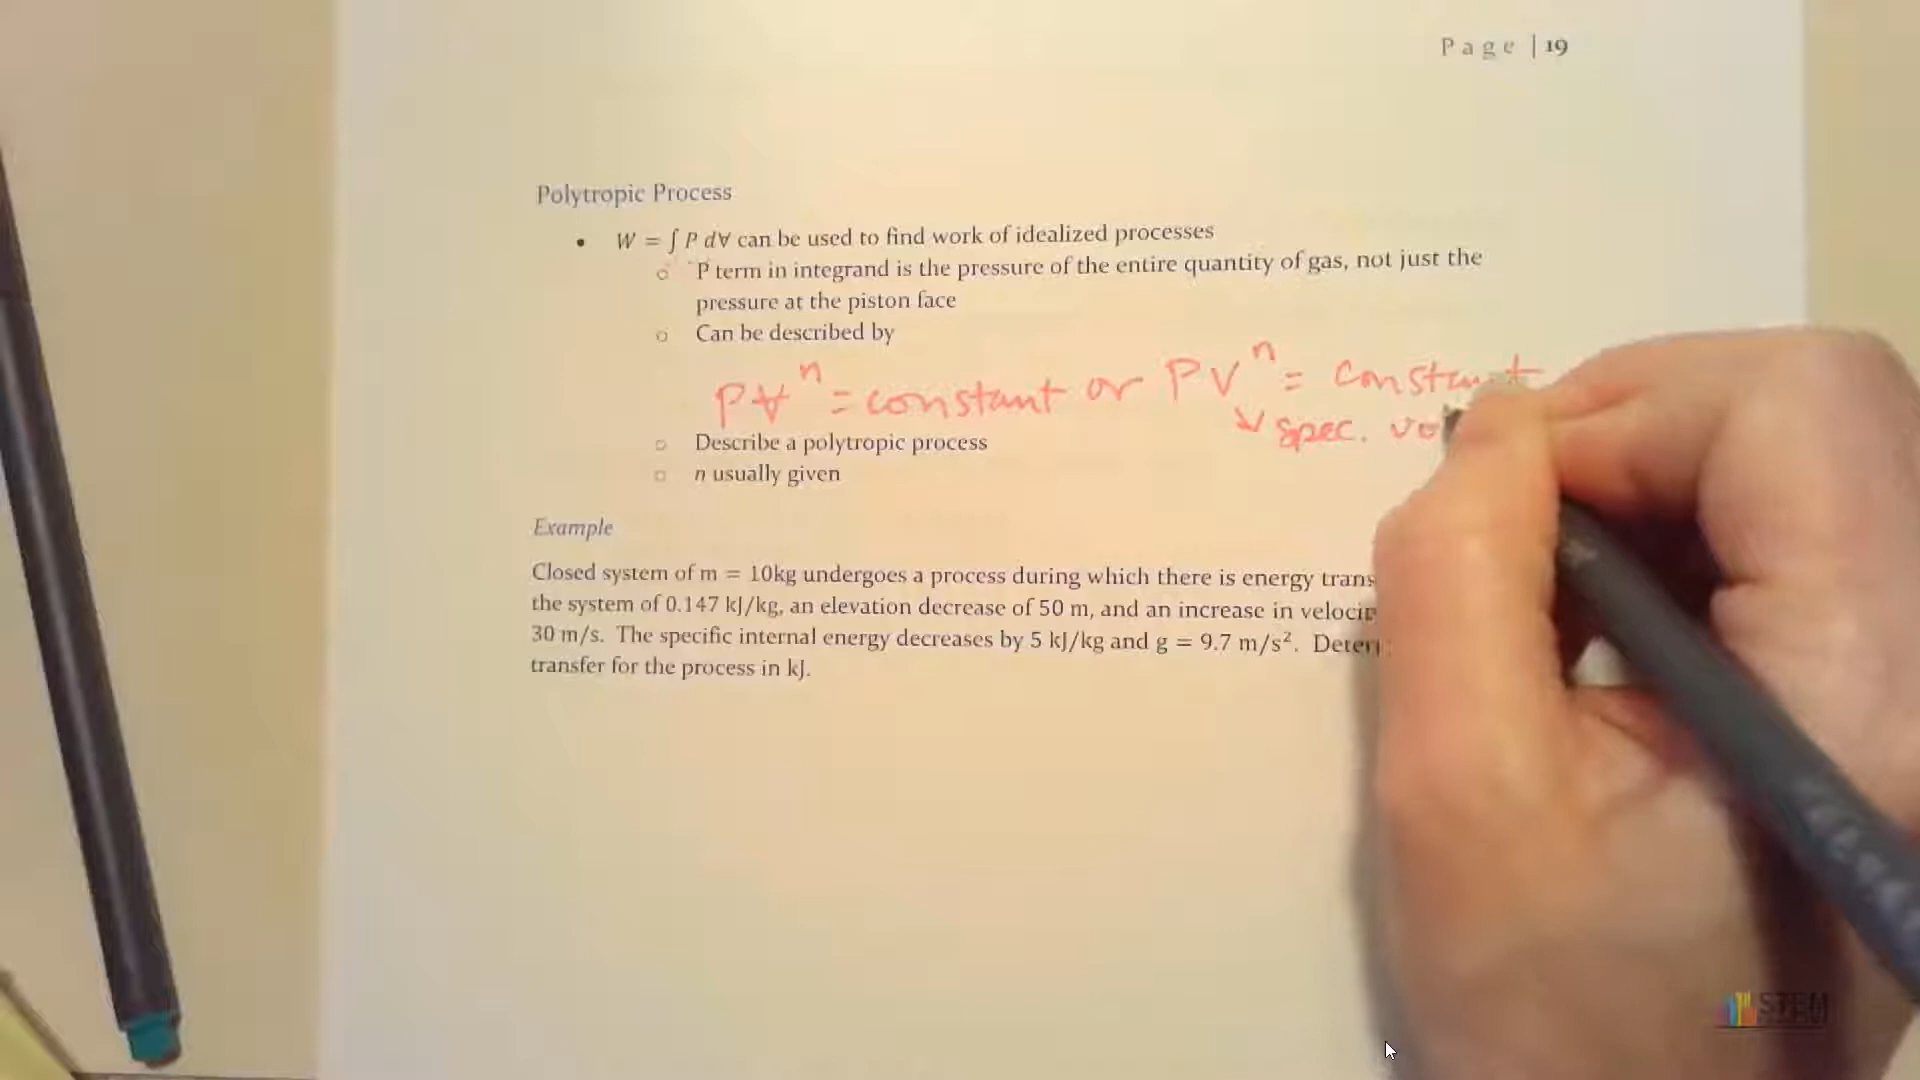 Page | 19
Polytropic Process
• W = ∫ P dV̶ can be used to find work of idealized processes
o P term in integrand is the pressure of the entire quantity of gas, not just the
pressure at the piston face
o Can be described by
PV̶ⁿ = constant or PVⁿ = constant
↘ spec. vo
o Describe a polytropic process
o n usually given
Example
Closed system of m = 10kg undergoes a process during which there is energy trans
the system of 0.147 kJ/kg, an elevation decrease of 50 m, and an increase in veloci
30 m/s. The specific internal energy decreases by 5 kJ/kg and g = 9.7 m/s². Deter
transfer for the process in kJ.
STEM